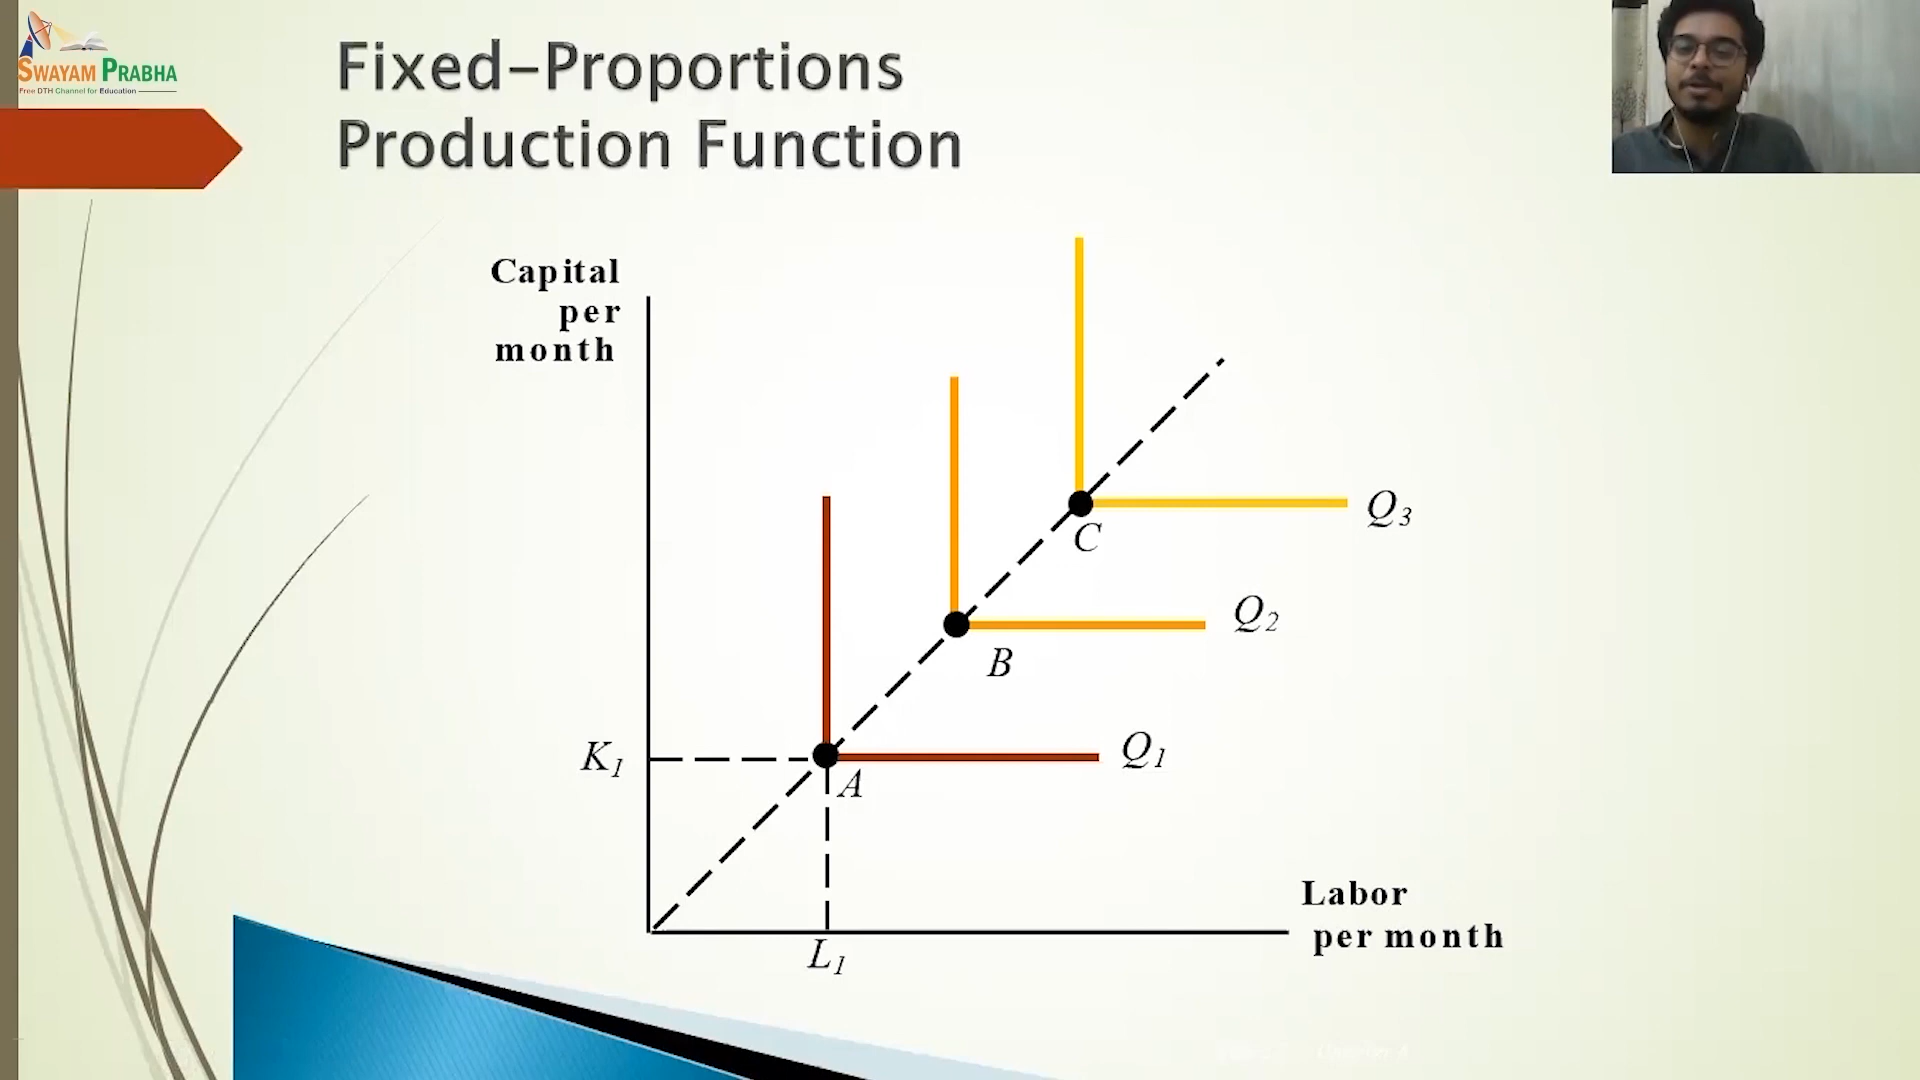 SWAYAM PRABHA
Free DTH Channel for Education
Fixed-Proportions
Production Function
Capital
per
month
Q3
C
Q2
B
Q1
K1
A
L1
Labor
per month